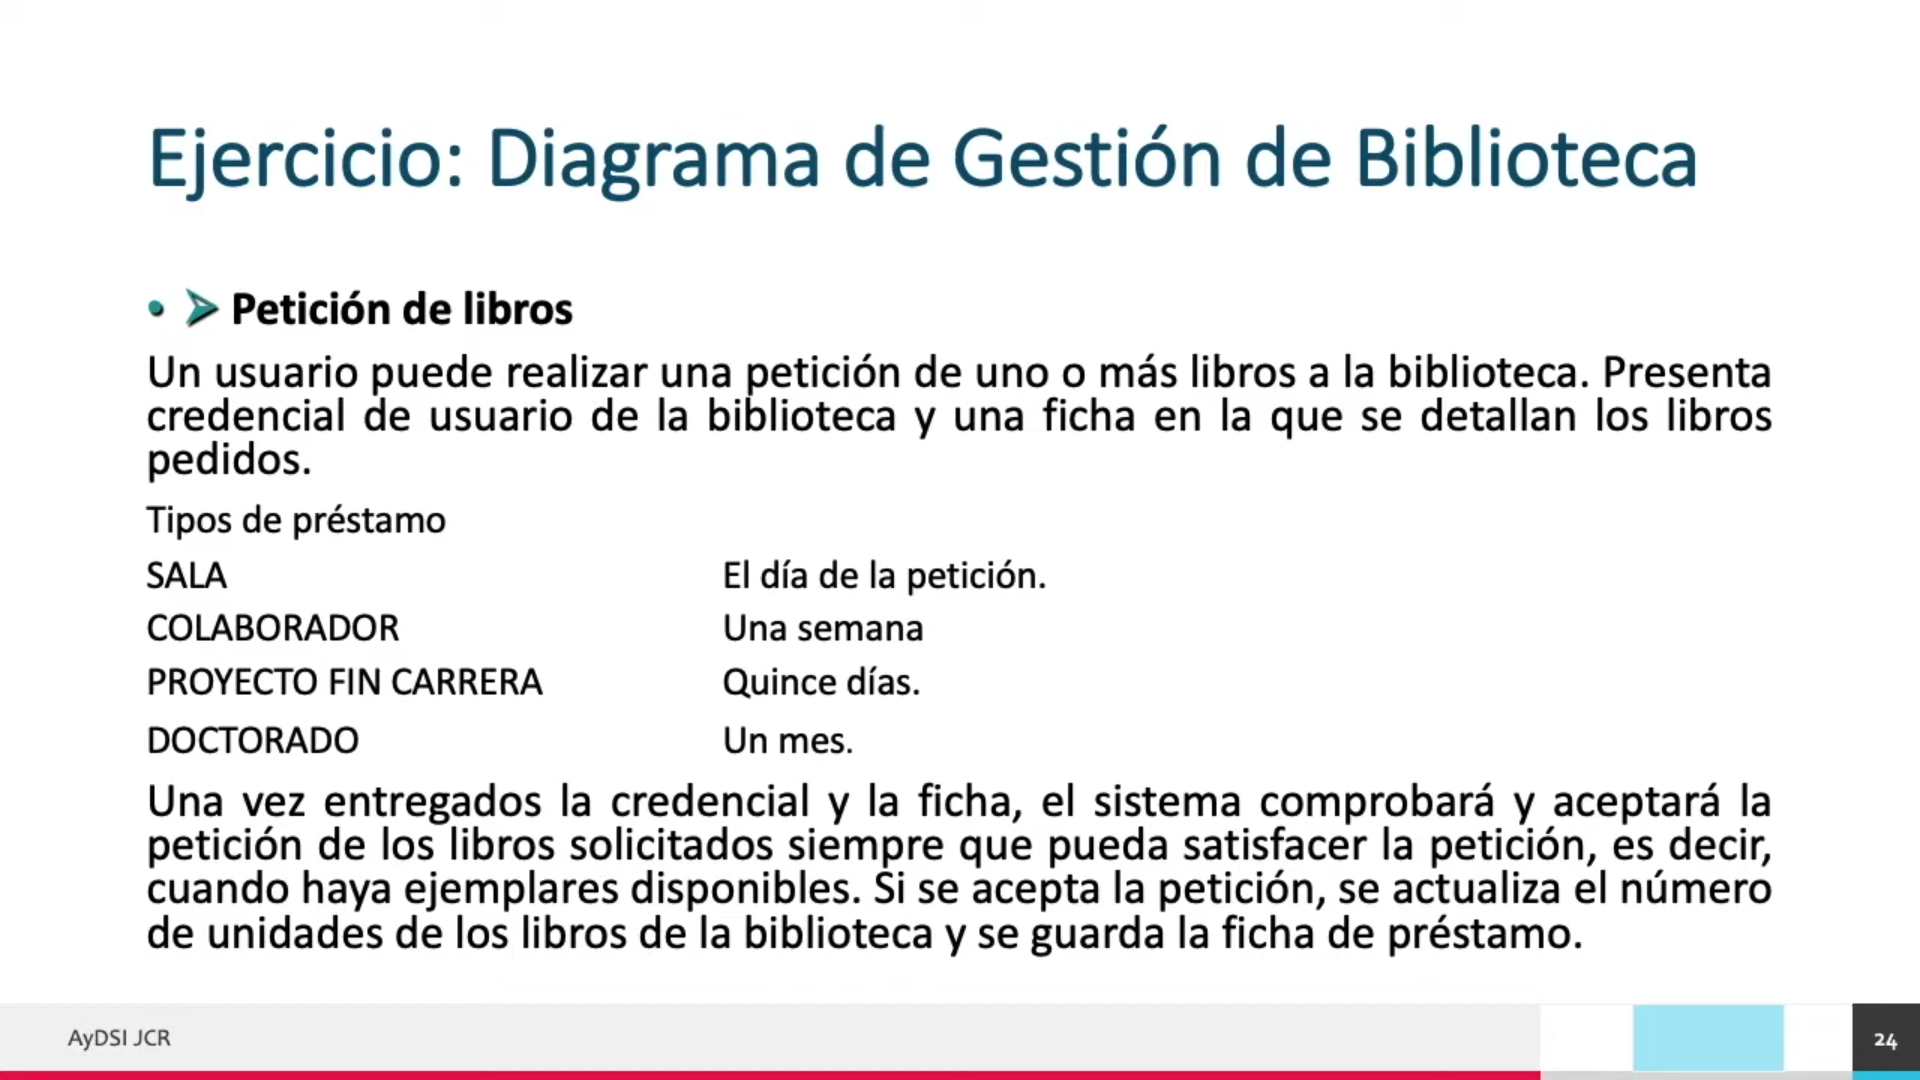 Ejercicio: Diagrama de Gestión de Biblioteca
• ➢ Petición de libros
Un usuario puede realizar una petición de uno o más libros a la biblioteca. Presenta
credencial de usuario de la biblioteca y una ficha en la que se detallan los libros
pedidos.
Tipos de préstamo
SALA El día de la petición.
COLABORADOR Una semana
PROYECTO FIN CARRERA Quince días.
DOCTORADO Un mes.
Una vez entregados la credencial y la ficha, el sistema comprobará y aceptará la
petición de los libros solicitados siempre que pueda satisfacer la petición, es decir,
cuando haya ejemplares disponibles. Si se acepta la petición, se actualiza el número
de unidades de los libros de la biblioteca y se guarda la ficha de préstamo.
AyDSI JCR
24